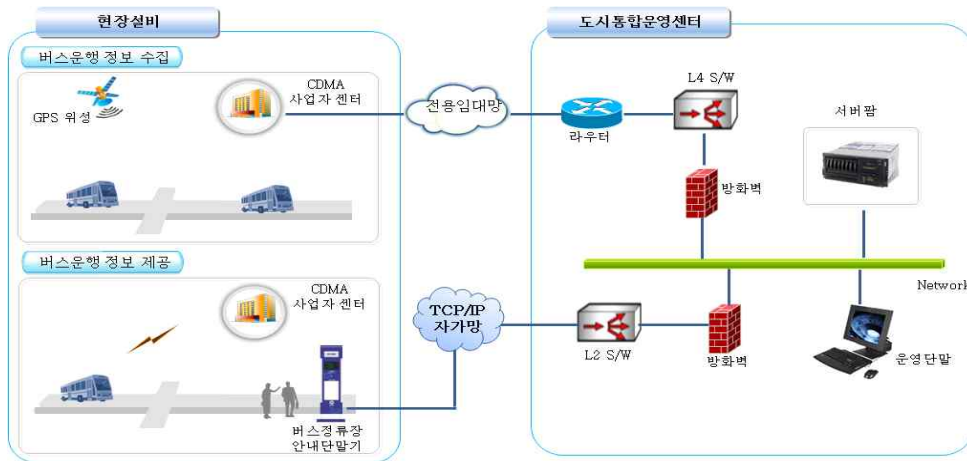 현장설비
버스운행 정보 수집
GPS 위성
CDMA
사업자 센터
버스운행 정보 제공
CDMA
사업자 센터
버스정류장
안내단말기
전용임대망
TCP/IP
자가망
도시통합운영센터
라우터
L4 S/W
방화벽
서버팜
Network
L2 S/W
방화벽
운영단말